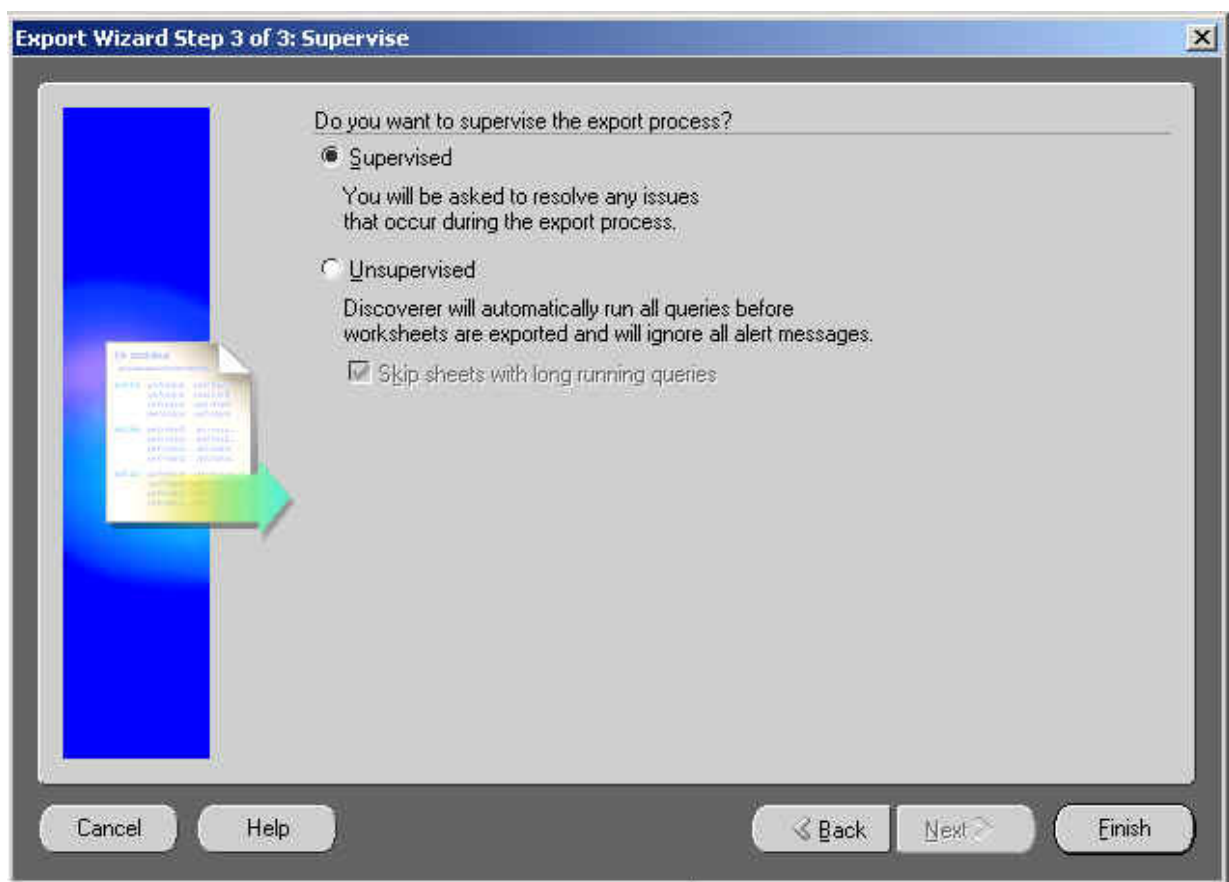 Export Wizard Step 3 of 3: Supervise
Do you want to supervise the export process?
Supervised
You will be asked to resolve any issues
that occur during the export process.
Unsupervised
Discoverer will automatically run all queries before
worksheets are exported and will ignore all alert messages.
Skip sheets with long running queries
Cancel
Help
Back
Next
Finish